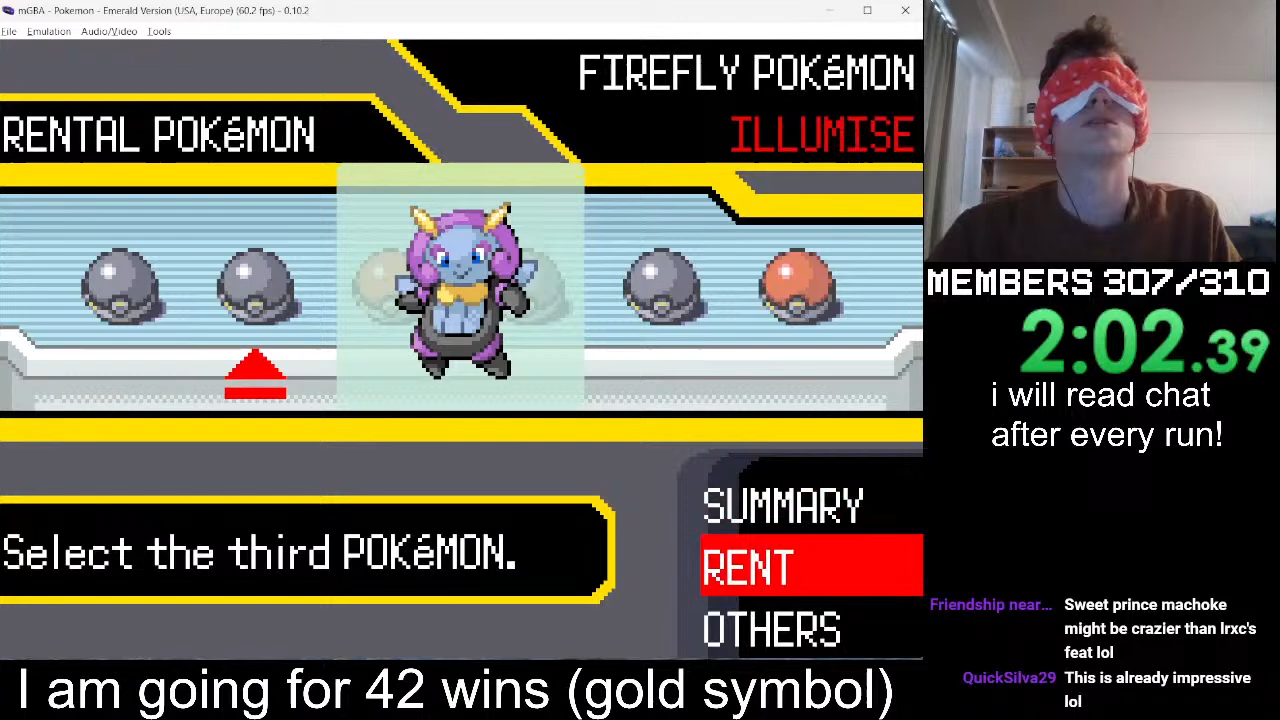 mGBA - Pokemon - Emerald Version (USA, Europe) (60.2 fps) - 0.10.2
File Emulation Audio/Video Tools
FIREFLY POKéMON
RENTAL POKéMON
ILLUMISE
SUMMARY
RENT
OTHERS
Select the third POKéMON.
I am going for 42 wins (gold symbol)
MEMBERS 307/310
2:02.39
i will read chat
after every run!
Friendship near... Sweet prince machoke
might be crazier than lrxc's
feat lol
QuickSilva29 This is already impressive
lol